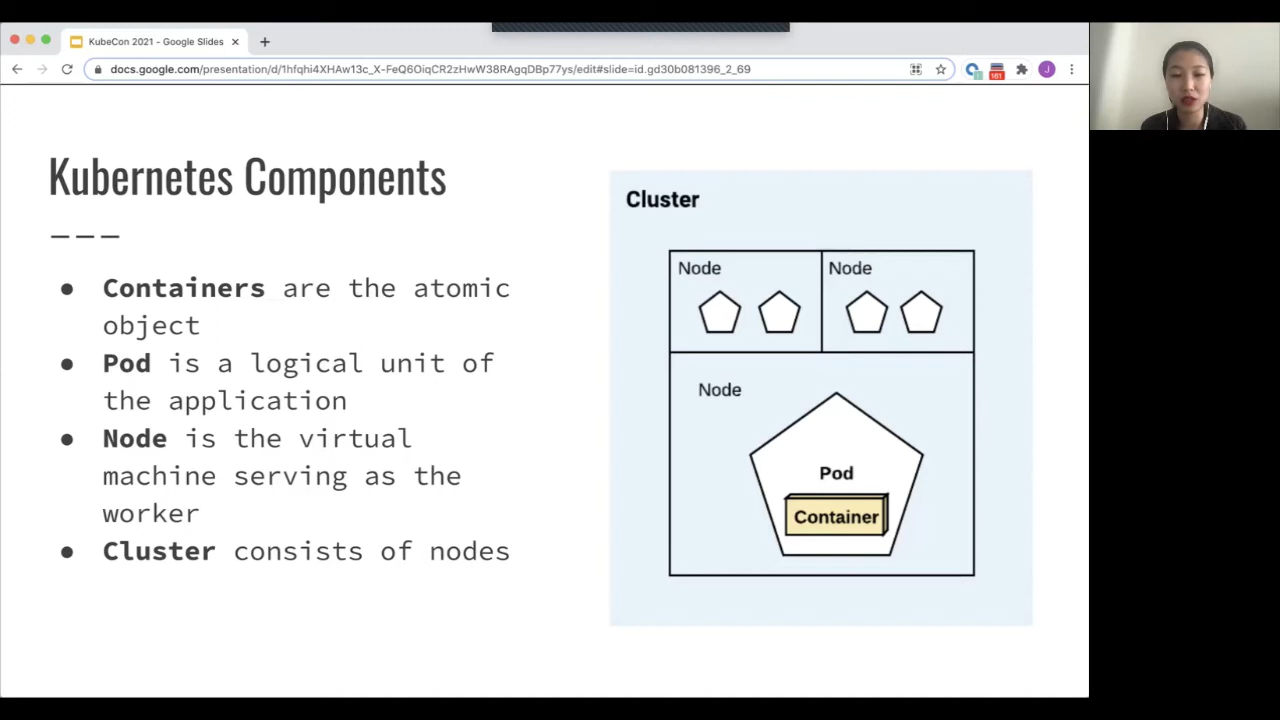 KubeCon 2021 - Google Slides
docs.google.com/presentation/d/1hfqhi4XHAw13c_X-FeQ6OiqCR2zHwW38RAgqDBp77ys/edit#slide=id.gd30b081396_2_69
161
J
Kubernetes Components
● Containers are the atomic
object
● Pod is a logical unit of
the application
● Node is the virtual
machine serving as the
worker
● Cluster consists of nodes
Cluster
Node
Node
Node
Pod
Container